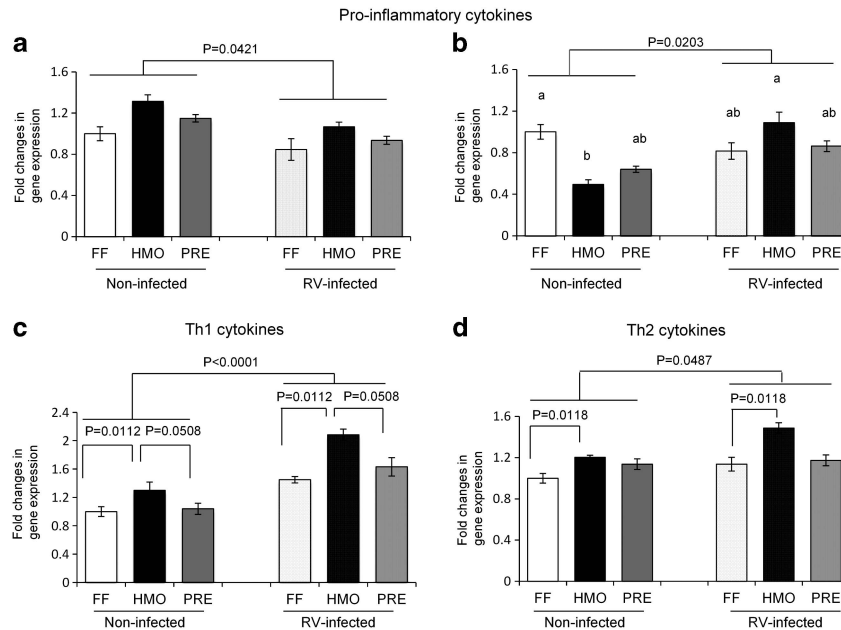 Pro-inflammatory cytokines
a
P=0.0421
Fold changes in
gene expression
1.6
1.2
0.8
0.4
0
FF HMO PRE FF HMO PRE
Non-infected RV-infected
b
P=0.0203
Fold changes in
gene expression
1.6
1.2
0.8
0.4
0
a b ab ab a ab
FF HMO PRE FF HMO PRE
Non-infected RV-infected
c
Th1 cytokines
P<0.0001
P=0.0112 P=0.0508
P=0.0112 P=0.0508
Fold changes in
gene expression
2.4
2
1.6
1.2
0.8
0.4
0
FF HMO PRE FF HMO PRE
Non-infected RV-infected
d
Th2 cytokines
P=0.0487
P=0.0118 P=0.0118
Fold changes in
gene expression
1.6
1.2
0.8
0.4
0
FF HMO PRE FF HMO PRE
Non-infected RV-infected